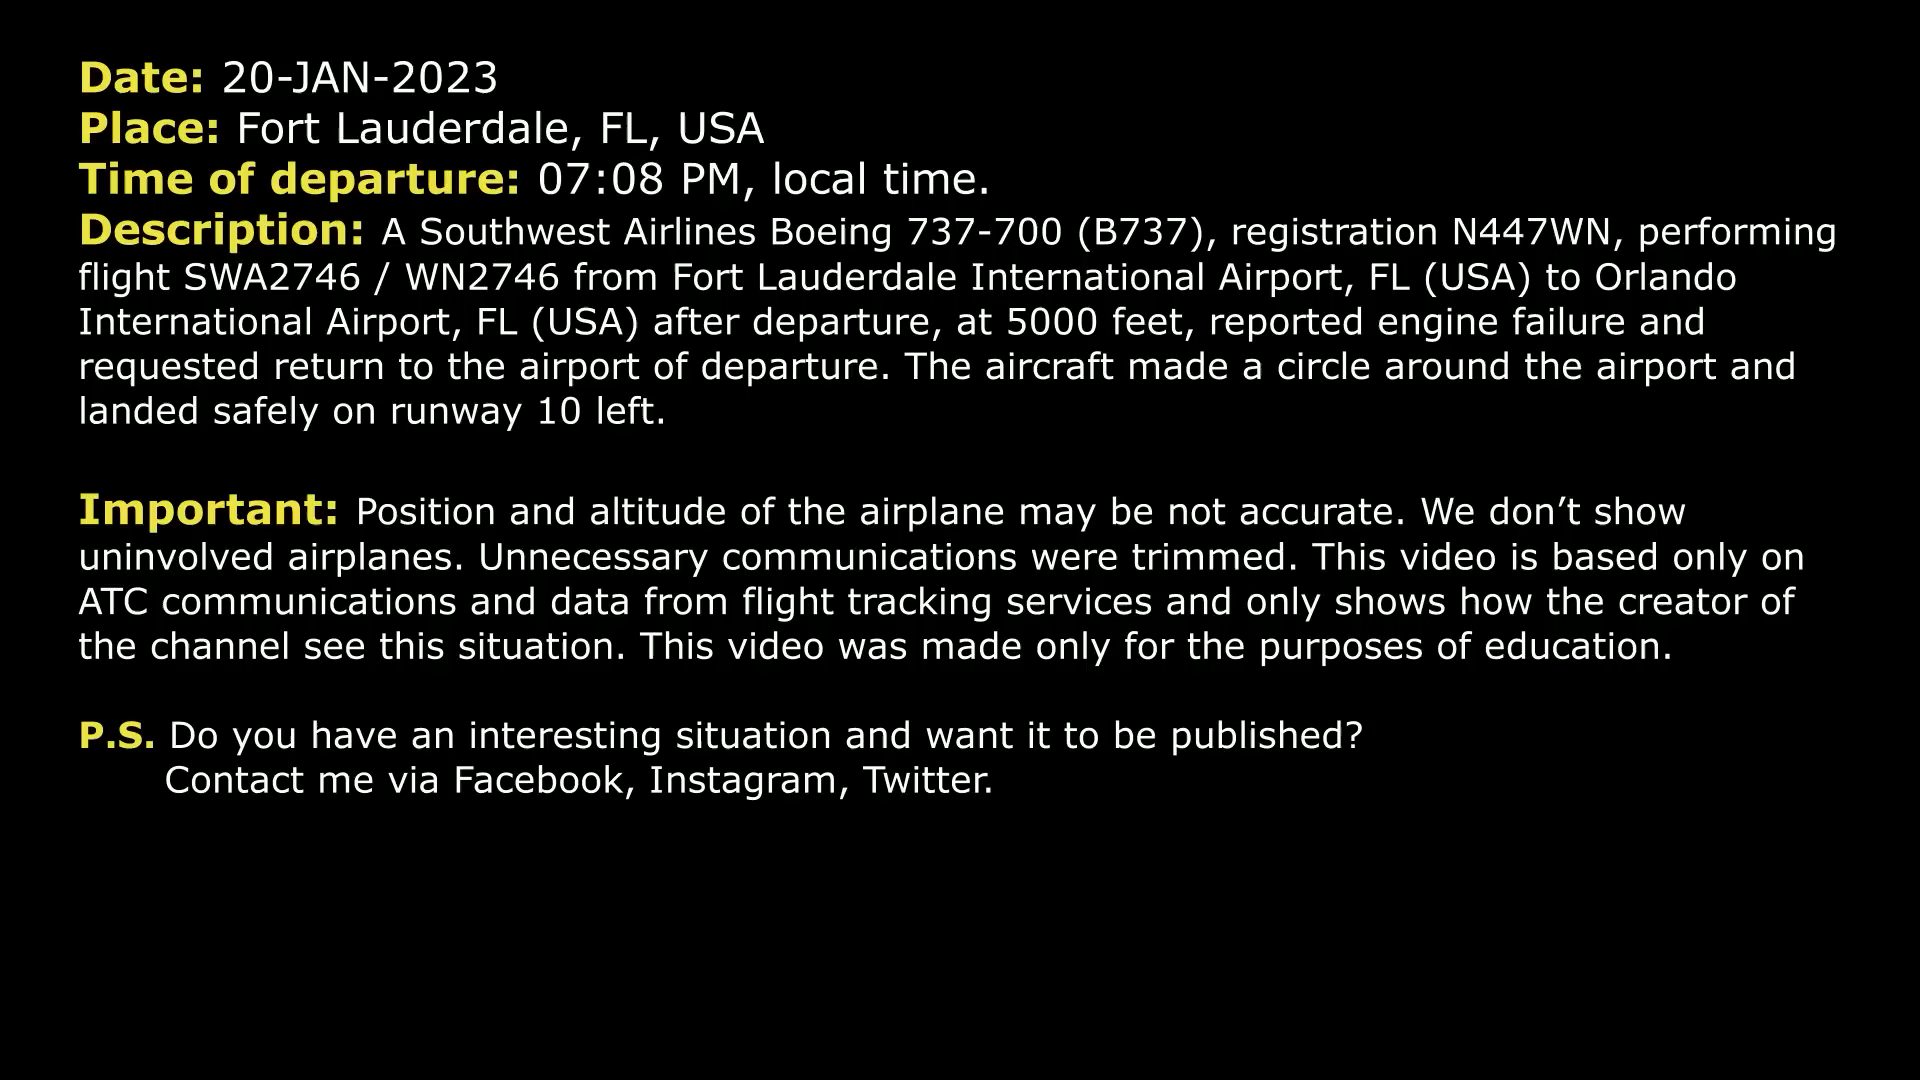 Date: 20-JAN-2023
Place: Fort Lauderdale, FL, USA
Time of departure: 07:08 PM, local time.
Description: A Southwest Airlines Boeing 737-700 (B737), registration N447WN, performing
flight SWA2746 / WN2746 from Fort Lauderdale International Airport, FL (USA) to Orlando
International Airport, FL (USA) after departure, at 5000 feet, reported engine failure and
requested return to the airport of departure. The aircraft made a circle around the airport and
landed safely on runway 10 left.
Important: Position and altitude of the airplane may be not accurate. We don’t show
uninvolved airplanes. Unnecessary communications were trimmed. This video is based only on
ATC communications and data from flight tracking services and only shows how the creator of
the channel see this situation. This video was made only for the purposes of education.
P.S. Do you have an interesting situation and want it to be published?
Contact me via Facebook, Instagram, Twitter.